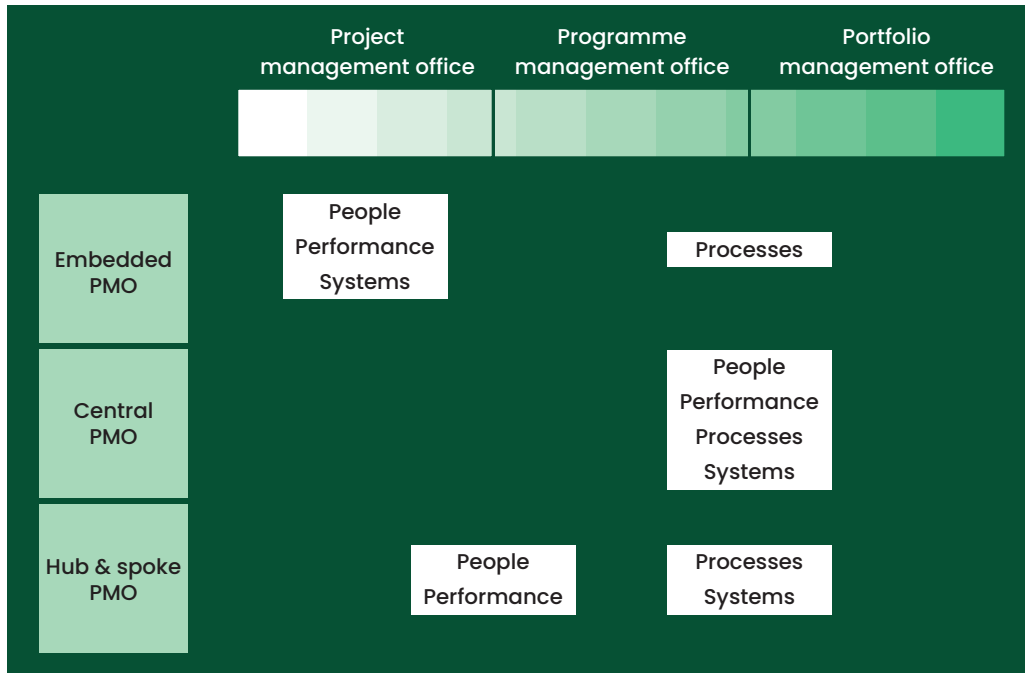 Project
management office
Programme
management office
Portfolio
management office
Embedded
PMO
People
Performance
Systems
Processes
Central
PMO
People
Performance
Processes
Systems
Hub & spoke
PMO
People
Performance
Processes
Systems